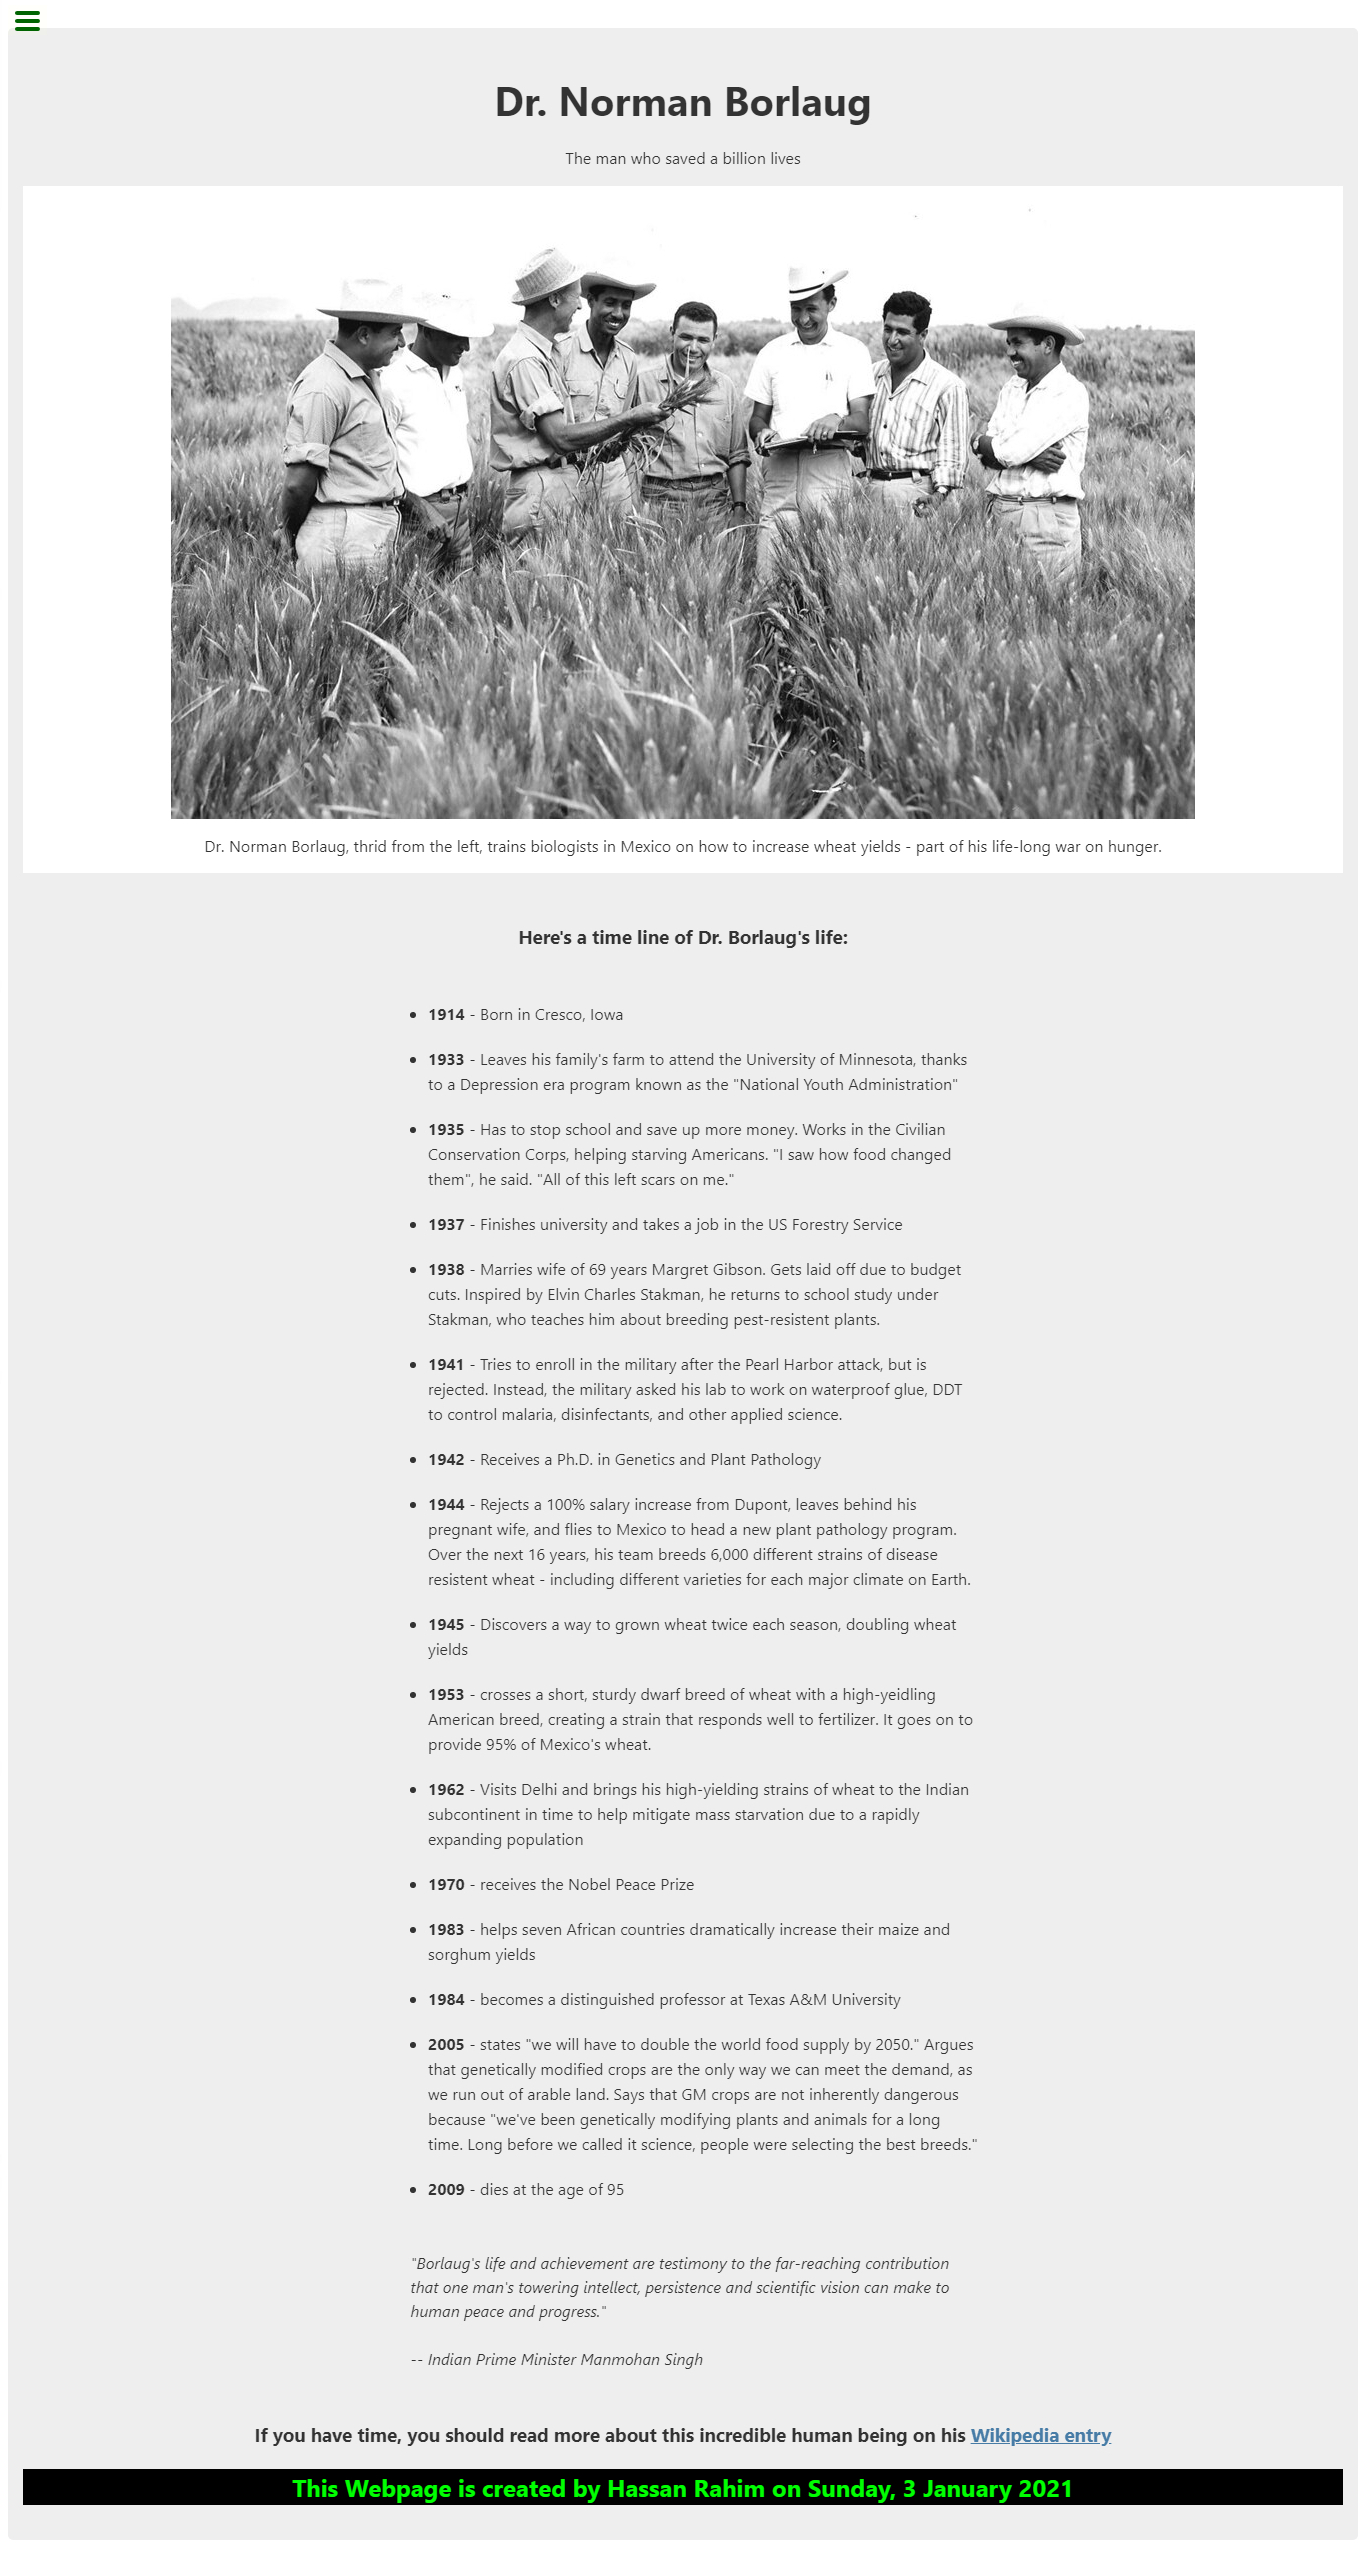 Dr. Norman Borlaug
The man who saved a billion lives
Dr. Norman Borlaug, thrid from the left, trains biologists in Mexico on how to increase wheat yields - part of his life-long war on hunger.
Here's a time line of Dr. Borlaug's life:
1914 - Born in Cresco, Iowa
1933 - Leaves his family's farm to attend the University of Minnesota, thanks
to a Depression era program known as the "National Youth Administration"
1935 - Has to stop school and save up more money. Works in the Civilian
Conservation Corps, helping starving Americans. "I saw how food changed
them", he said. "All of this left scars on me."
1937 - Finishes university and takes a job in the US Forestry Service
1938 - Marries wife of 69 years Margret Gibson. Gets laid off due to budget
cuts. Inspired by Elvin Charles Stakman, he returns to school study under
Stakman, who teaches him about breeding pest-resistent plants.
1941 - Tries to enroll in the military after the Pearl Harbor attack, but is
rejected. Instead, the military asked his lab to work on waterproof glue, DDT
to control malaria, disinfectants, and other applied science.
1942 - Receives a Ph.D. in Genetics and Plant Pathology
1944 - Rejects a 100% salary increase from Dupont, leaves behind his
pregnant wife, and flies to Mexico to head a new plant pathology program.
Over the next 16 years, his team breeds 6,000 different strains of disease
resistent wheat - including different varieties for each major climate on Earth.
1945 - Discovers a way to grown wheat twice each season, doubling wheat
yields
1953 - crosses a short, sturdy dwarf breed of wheat with a high-yeidling
American breed, creating a strain that responds well to fertilizer. It goes on to
provide 95% of Mexico's wheat.
1962 - Visits Delhi and brings his high-yielding strains of wheat to the Indian
subcontinent in time to help mitigate mass starvation due to a rapidly
expanding population
1970 - receives the Nobel Peace Prize
1983 - helps seven African countries dramatically increase their maize and
sorghum yields
1984 - becomes a distinguished professor at Texas A&M University
2005 - states "we will have to double the world food supply by 2050." Argues
that genetically modified crops are the only way we can meet the demand, as
we run out of arable land. Says that GM crops are not inherently dangerous
because "we've been genetically modifying plants and animals for a long
time. Long before we called it science, people were selecting the best breeds."
2009 - dies at the age of 95
"Borlaug's life and achievement are testimony to the far-reaching contribution
that one man's towering intellect, persistence and scientific vision can make to
human peace and progress."
-- Indian Prime Minister Manmohan Singh
If you have time, you should read more about this incredible human being on his Wikipedia entry
This Webpage is created by Hassan Rahim on Sunday, 3 January 2021